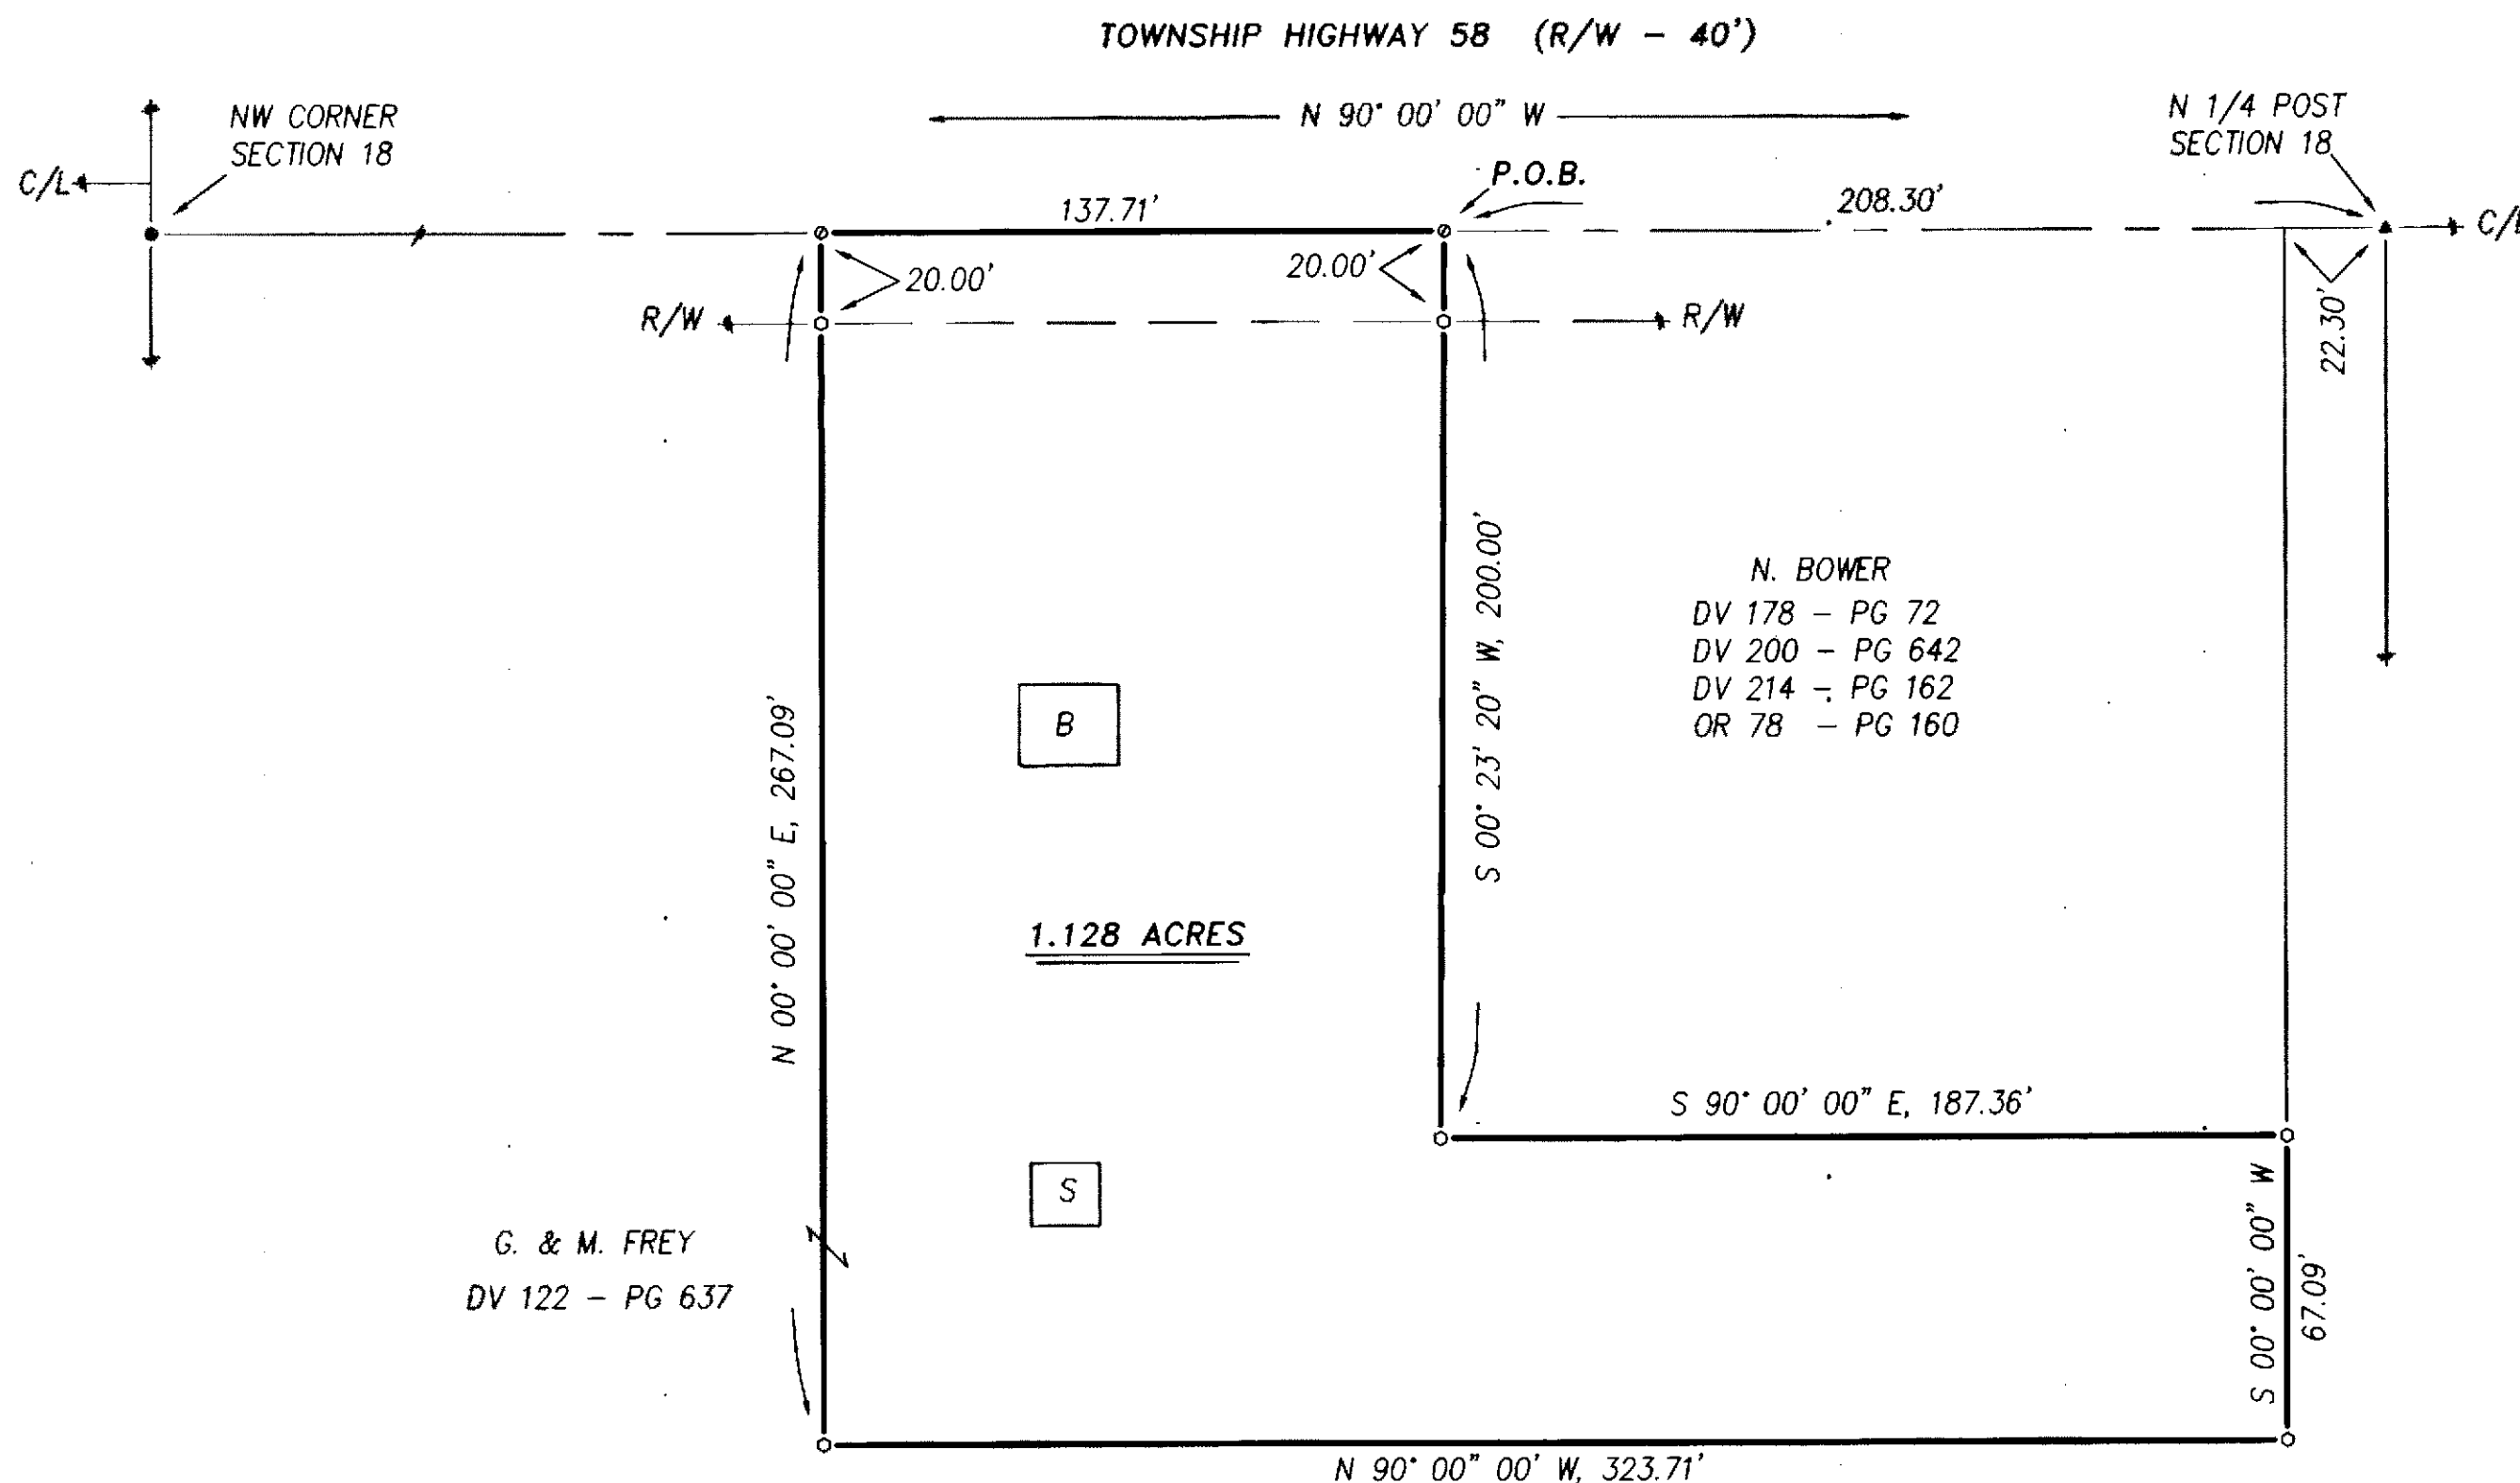 TOWNSHIP HIGHWAY 58 (R/W - 40')
N 90° 00' 00" W
NW CORNER
SECTION 18
N 1/4 POST
SECTION 18
C/L
P.O.B.
137.71'
208.30'
20.00'
20.00'
R/W
R/W
22.30'
N 00° 00' 00" E, 267.09'
S 00° 23' 20" W, 200.00'
N. BOWER
DV 178 - PG 72
DV 200 - PG 642
DV 214 - PG 162
OR 78 - PG 160
B
1.128 ACRES
S 90° 00' 00" E, 187.36'
S
G. & M. FREY
DV 122 - PG 637
S 00° 00' 00" W
67.09'
N 90° 00" 00' W, 323.71'